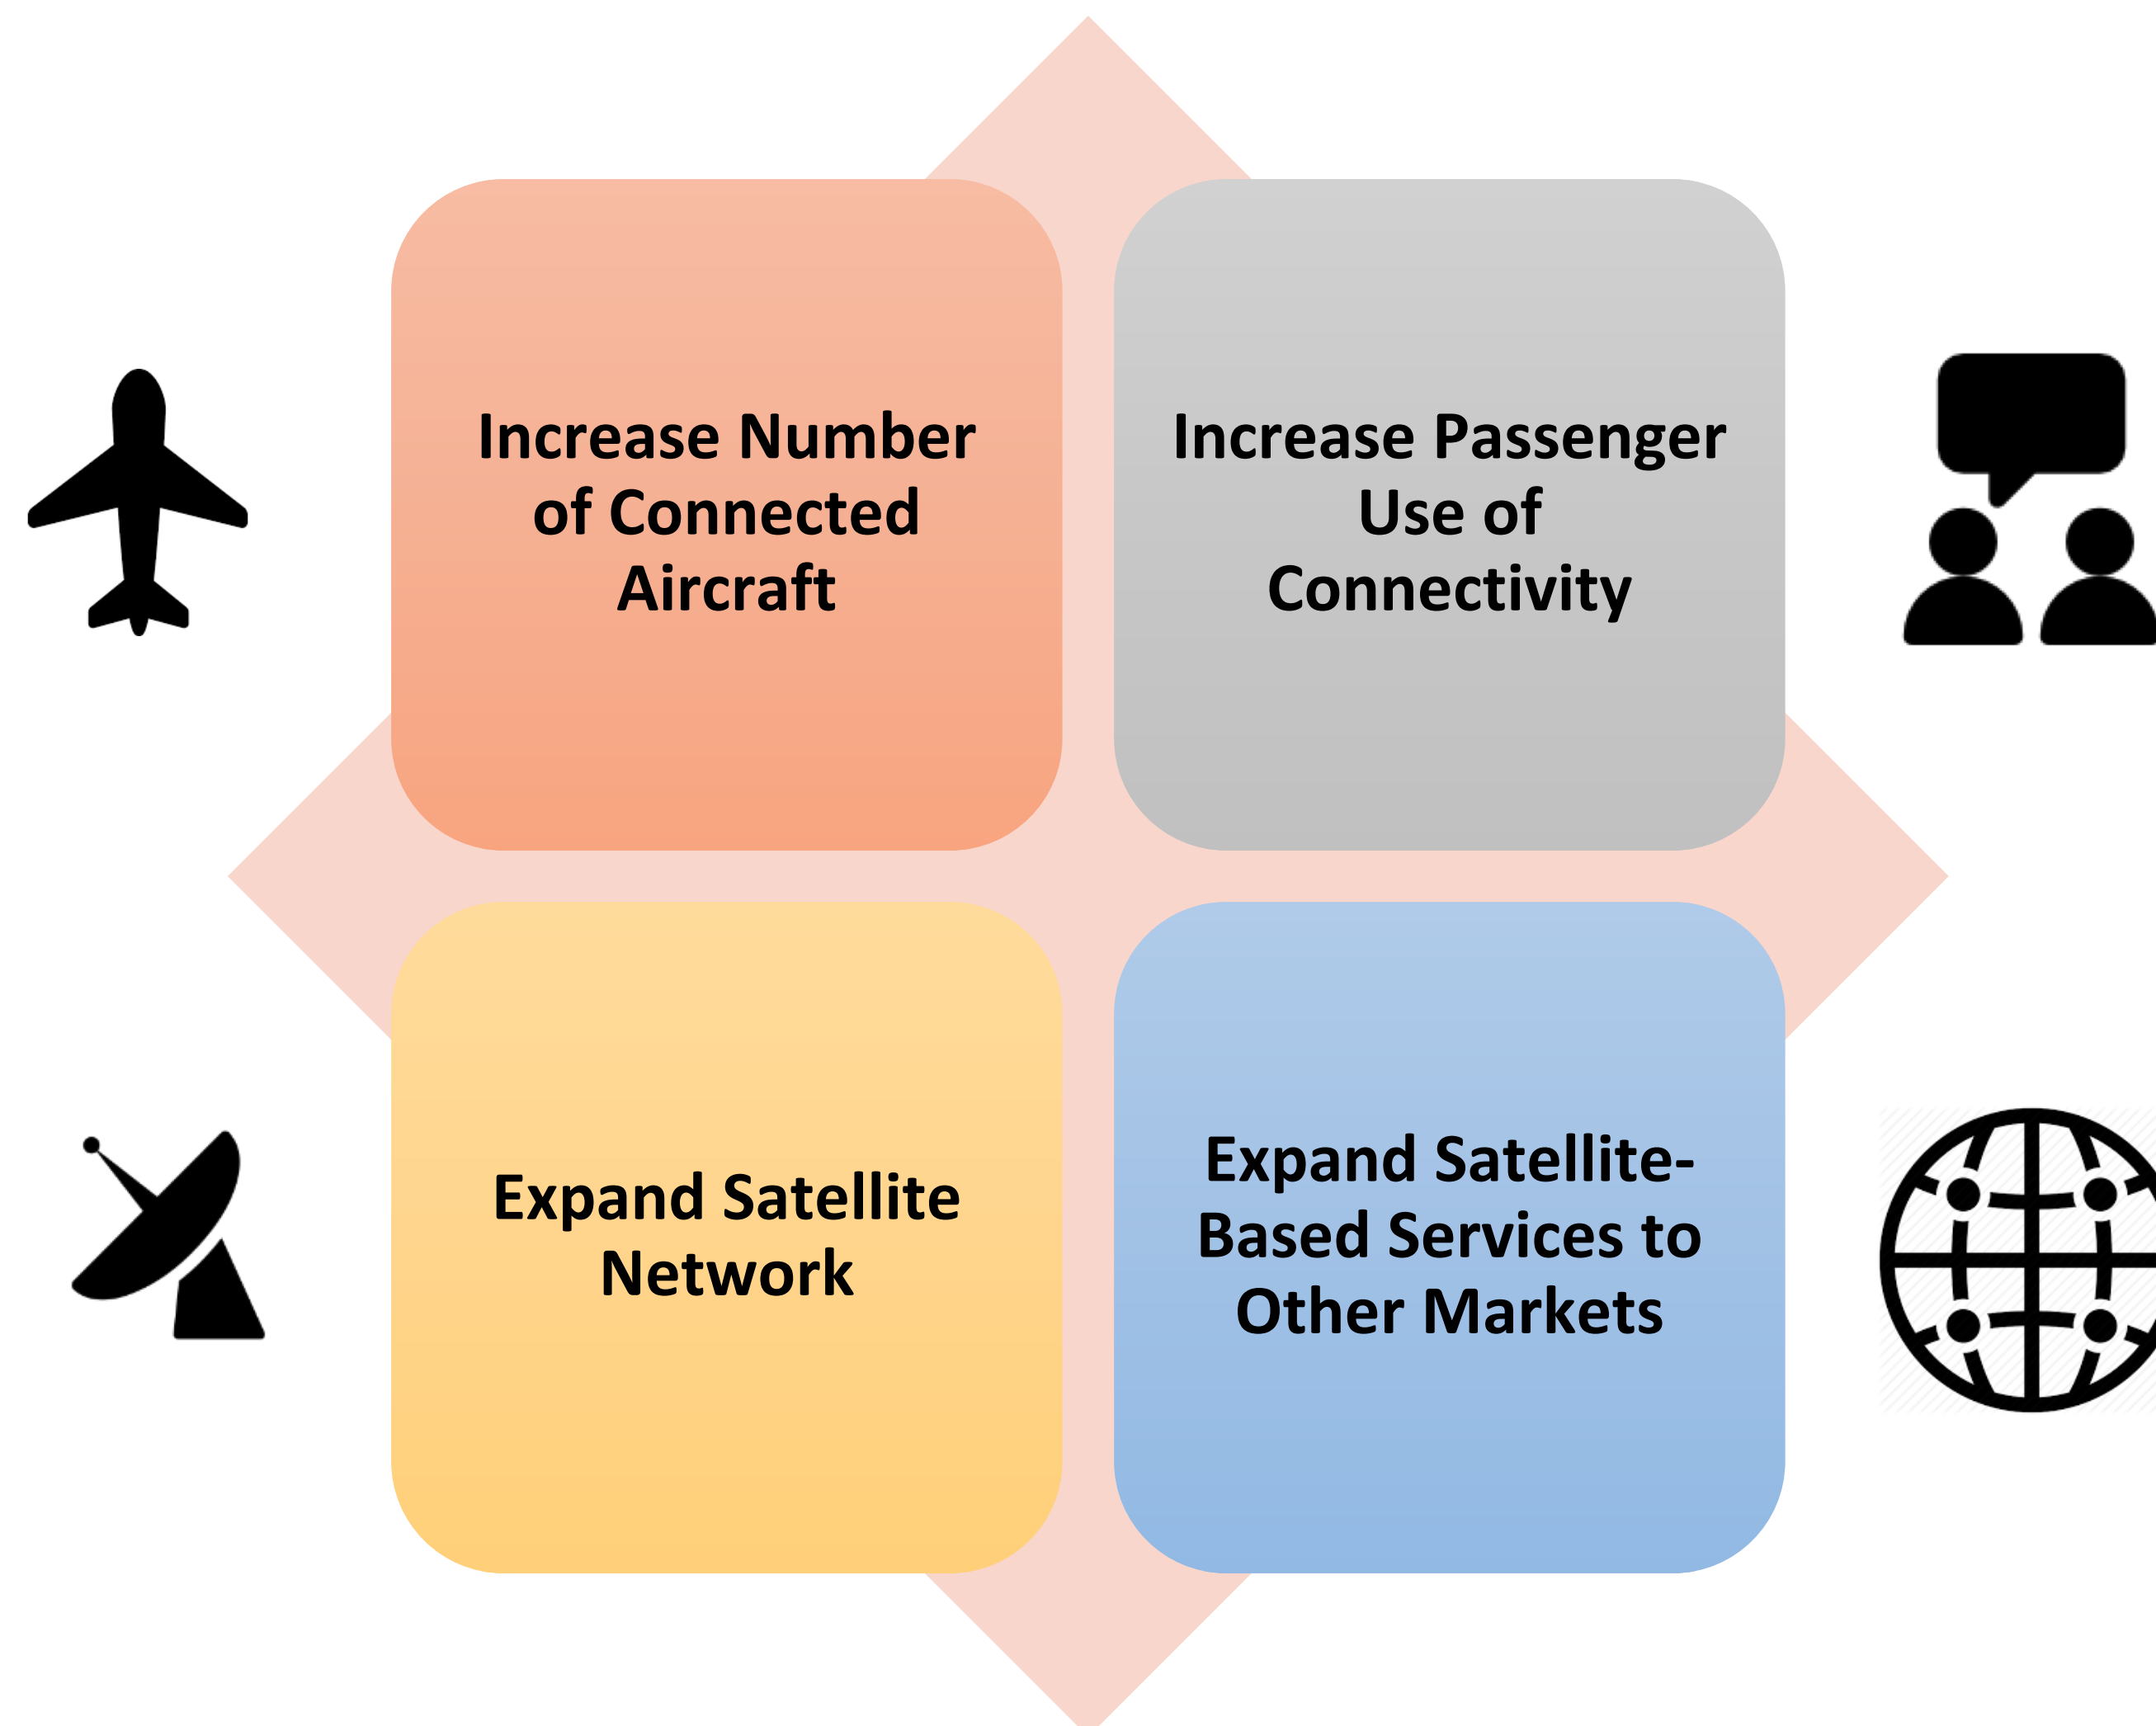 Increase Number
of Connected
Aircraft
Increase Passenger
Use of
Connectivity
Expand Satellite
Network
Expand Satellite-
Based Services to
Other Markets